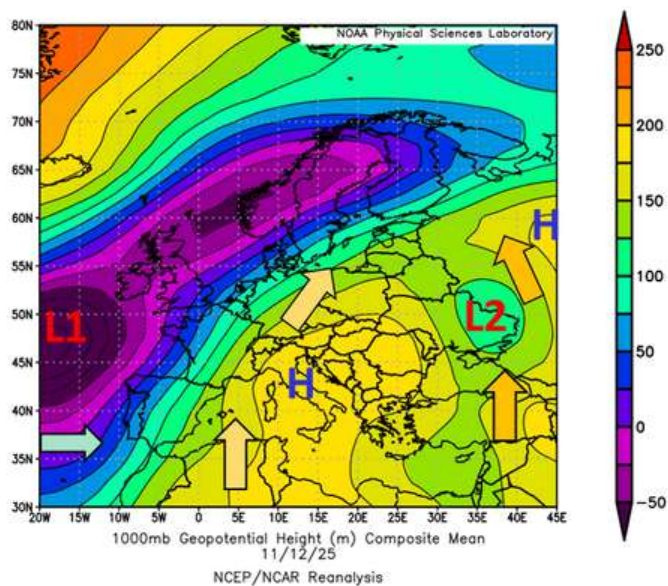 NOAA Physical Sciences Laboratory
80N
75N
70N
65N
60N
55N
50N
45N
40N
35N
30N
20W 15W 10W 5W 0 5E 10E 15E 20E 25E 30E 35E 40E 45E
L1
L2
H
H
250
200
150
100
50
0
−50
1000mb Geopotential Height (m) Composite Mean
11/12/25
NCEP/NCAR Reanalysis